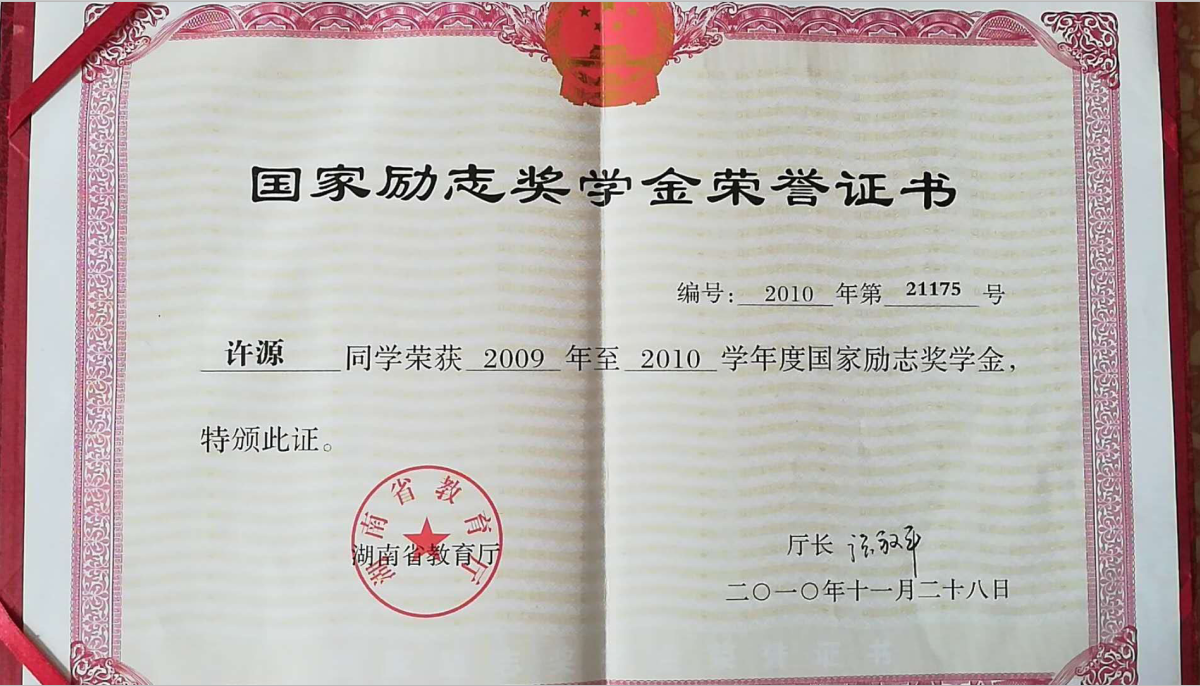 国家励志奖学金荣誉证书
编号：2010年第21175号
许源同学荣获2009年至2010学年度国家励志奖学金，
特颁此证。
湖南省教育厅
湖南省教育厅
厅长
二〇一〇年十一月二十八日